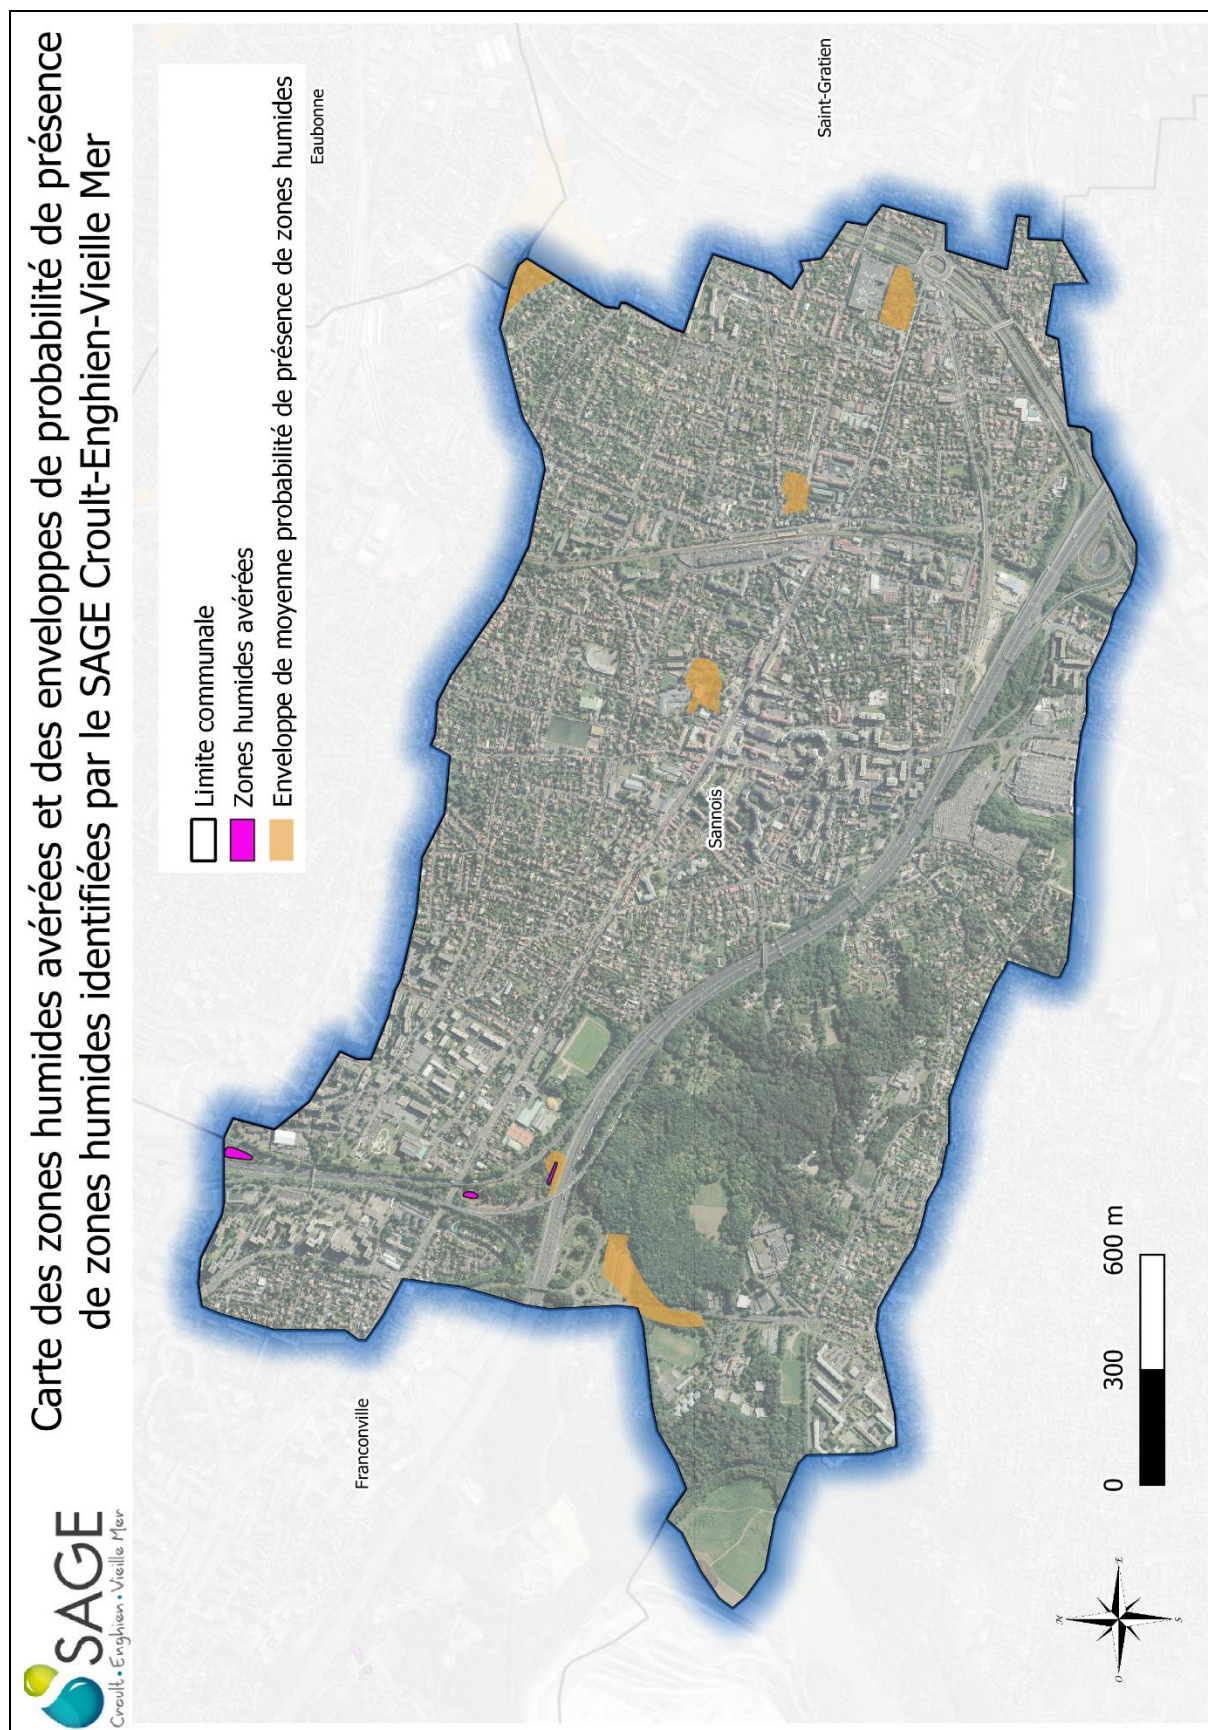 SAGE
Croult • Enghien • Vieille Mer
Carte des zones humides avérées et des enveloppes de probabilité de présence
de zones humides identifiées par le SAGE Croult-Enghien-Vieille Mer
Limite communale
Zones humides avérées
Enveloppe de moyenne probabilité de présence de zones humides
Eaubonne
Saint-Gratien
Franconville
Sannois
N
O
E
S
0 300 600 m